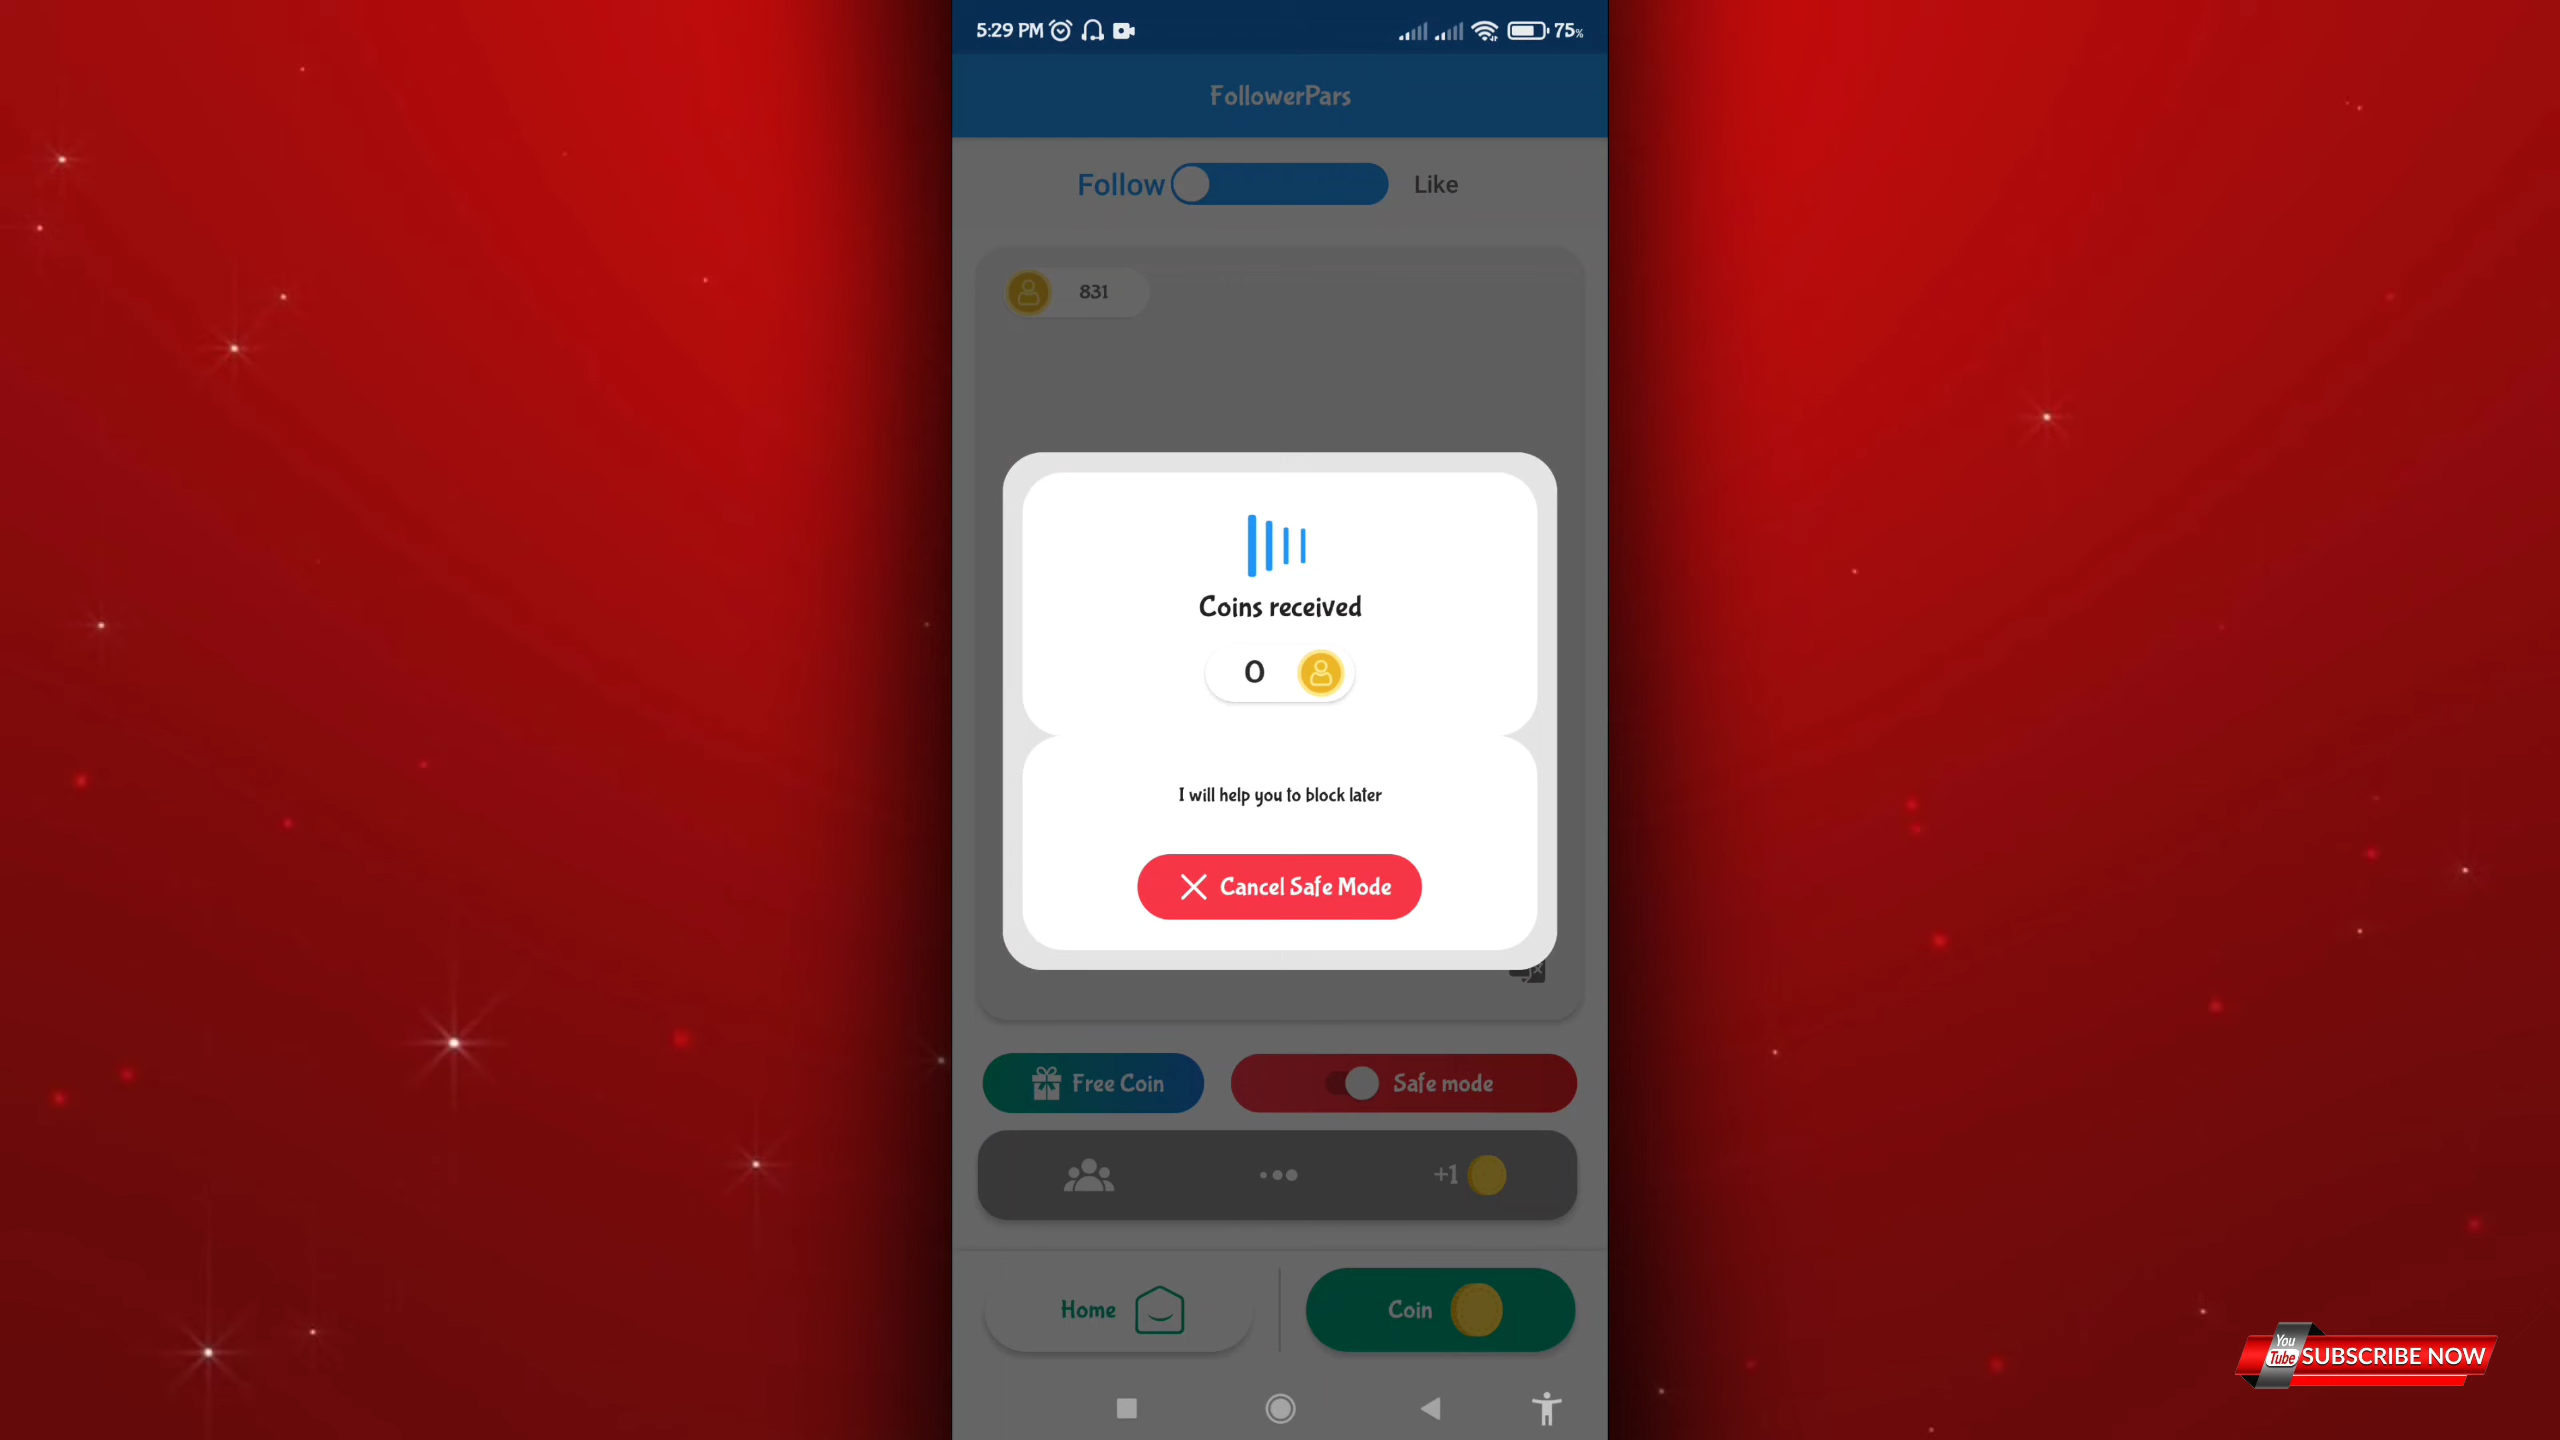 5:29 PM
75%
FollowerPars
Follow
Like
831
Coins received
0
I will help you to block later
Cancel Safe Mode
Free Coin
Safe mode
+1
Home
Coin
You
Tube
SUBSCRIBE NOW